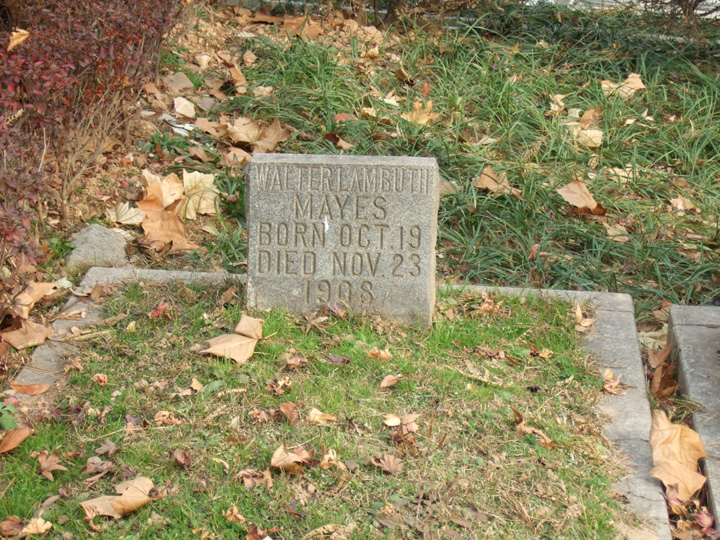 WALTER LAMBUTH
MAYES
BORN OCT. 19
DIED NOV. 23
1908